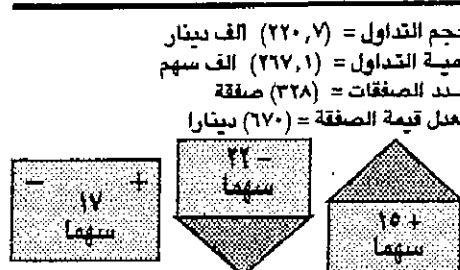 حجم التداول = (٢٢٠,٧) الف دينار
مية التداول = (٢٦٧,١) الف سهم
ـدد الصفقات = (٣٢٨) صفقة
عدل قيمة الصفقة = (٦٧٠) دينارا
+ ١٥
سهما
– ٢٢
سهما
+ –
١٧
سهما